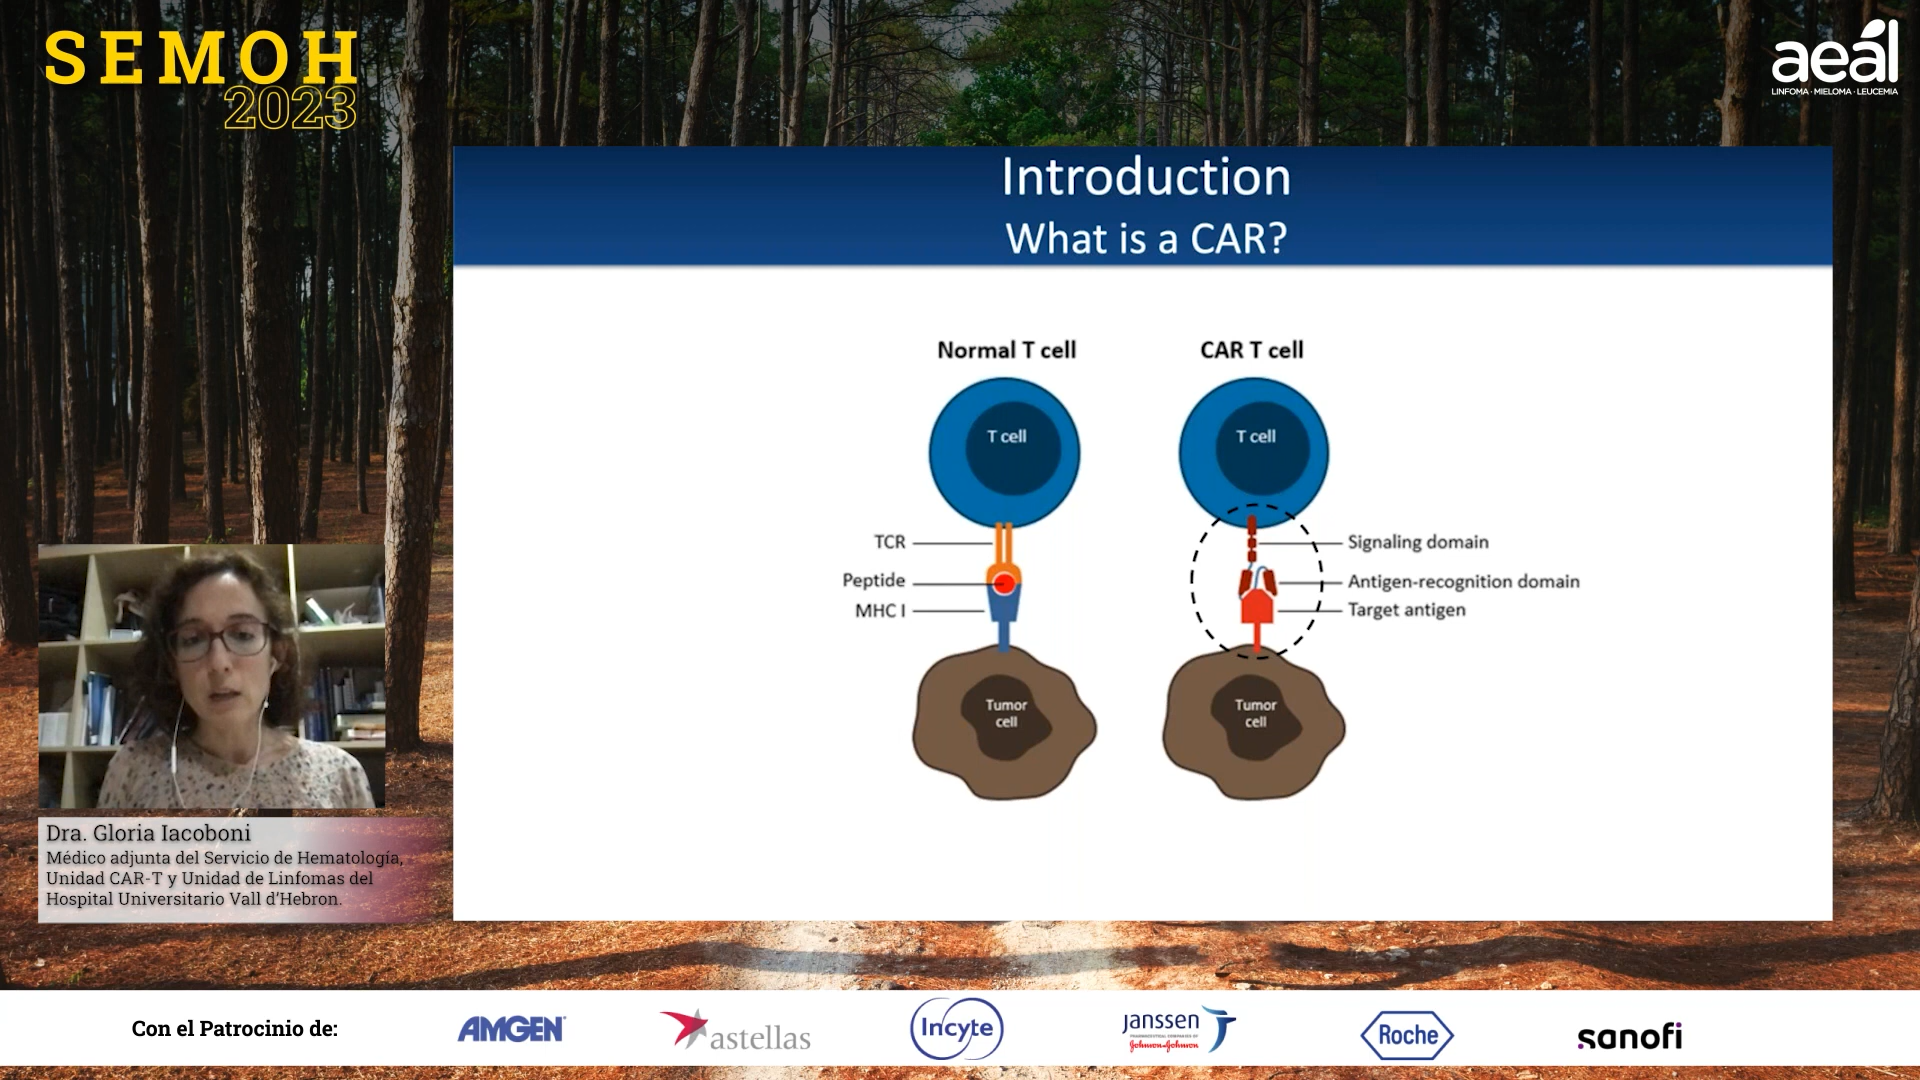 SEMOH
2023
aeál
LINFOMA · MIELOMA · LEUCEMIA
Introduction
What is a CAR?
Normal T cell
CAR T cell
T cell
T cell
TCR
Peptide
MHC I
Signaling domain
Antigen-recognition domain
Target antigen
Tumor
cell
Tumor
cell
Dra. Gloria Iacoboni
Médico adjunta del Servicio de Hematología,
Unidad CAR-T y Unidad de Linfomas del
Hospital Universitario Vall d'Hebron.
Con el Patrocinio de:
AMGEN
astellas
Incyte
janssen
Johnson&Johnson
Roche
sanofi